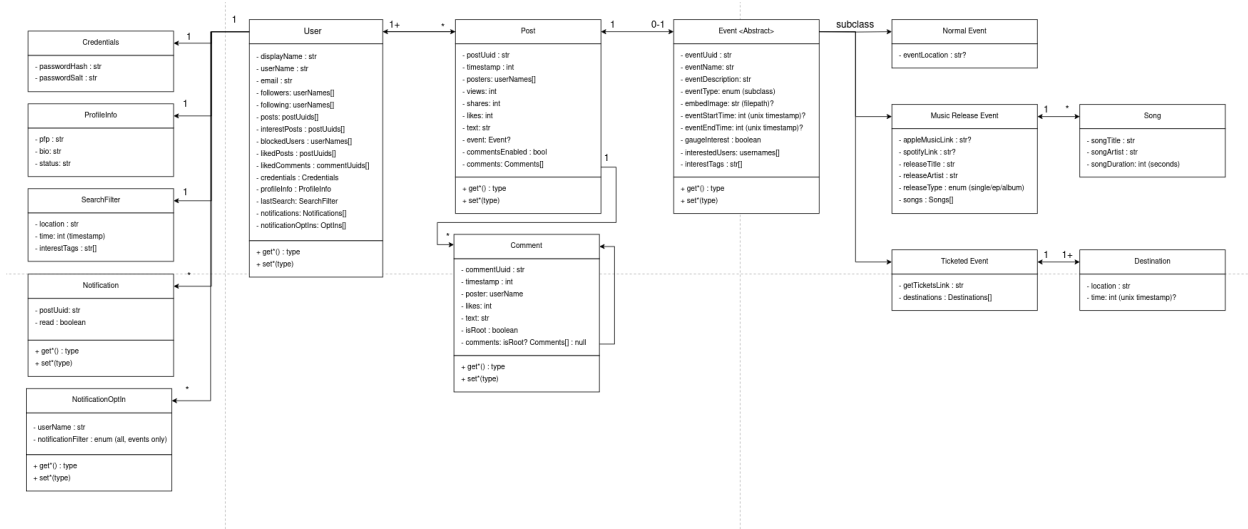 Credentials
- passwordHash : str
- passwordSalt : str
1
ProfileInfo
- pfp : str
- bio: str
- status: str
1
SearchFilter
- location : str
- time: int (timestamp)
- interestTags : str[]
1
Notification
- postUuid: str
- read : boolean
+ get*() : type
+ set*(type)
*
NotificationOptIn
- userName : str
- notificationFilter : enum (all, events only)
+ get*() : type
+ set*(type)
*
1
User
- displayName : str
- userName : str
- email : str
- followers: userNames[]
- following: userNames[]
- posts: postUuids[]
- interestPosts : postUuids[]
- blockedUsers : userNames[]
- likedPosts : postUuids[]
- likedComments : commentUuids[]
- credentials : Credentials
- profileInfo : ProfileInfo
- lastSearch: SearchFilter
- notifications: Notifications[]
- notificationOptIns: OptIns[]
+ get*() : type
+ set*(type)
1+
*
Post
- postUuid : str
- timestamp : int
- posters: userNames[]
- views: int
- shares: int
- likes: int
- text: str
- event: Event?
- commentsEnabled : bool
- comments: Comments[]
+ get*() : type
+ set*(type)
1
*
Comment
- commentUuid : str
- timestamp : int
- poster: userName
- likes: int
- text: str
- isRoot : boolean
- comments: isRoot? Comments[] : null
+ get*() : type
+ set*(type)
1
0-1
Event <Abstract>
- eventUuid : str
- eventName: str
- eventDescription: str
- eventType: enum (subclass)
- embedImage: str (filepath)?
- eventStartTime: int (unix timestamp)?
- eventEndTime: int (unix timestamp)?
- gaugeInterest : boolean
- interestedUsers: usernames[]
- interestTags : str[]
+ get*() : type
+ set*(type)
subclass
Normal Event
- eventLocation : str?
Music Release Event
- appleMusicLink : str?
- spotifyLink : str?
- releaseTitle : str
- releaseArtist : str
- releaseType : enum (single/ep/album)
- songs : Songs[]
1
*
Song
- songTitle : str
- songArtist : str
- songDuration: int (seconds)
Ticketed Event
- getTicketsLink : str
- destinations : Destinations[]
1
1+
Destination
- location : str
- time: int (unix timestamp)?